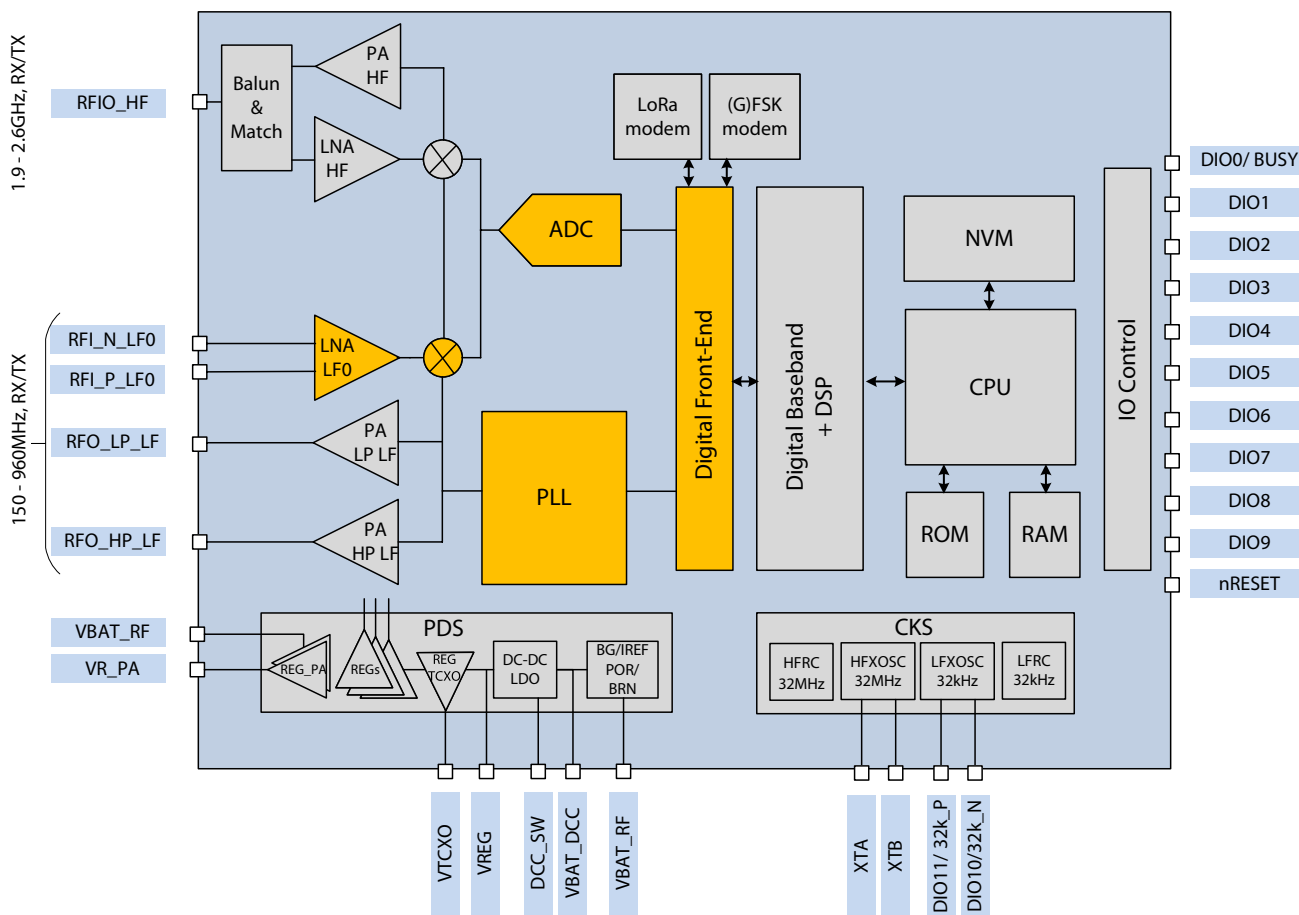 1.9 - 2.6GHz, RX/TX
RFIO_HF
Balun
&
Match
PA
HF
LNA
HF
LoRa
modem
(G)FSK
modem
ADC
150 - 960MHz, RX/TX
RFI_N_LF0
RFI_P_LF0
RFO_LP_LF
RFO_HP_LF
LNA
LF0
PA
LP LF
PA
HP LF
PLL
Digital Front-End
Digital Baseband
+ DSP
NVM
CPU
ROM
RAM
IO Control
DIO0/ BUSY
DIO1
DIO2
DIO3
DIO4
DIO5
DIO6
DIO7
DIO8
DIO9
nRESET
VBAT_RF
VR_PA
PDS
REG_PA
REGs
REG
TCXO
DC-DC
LDO
BG/IREF
POR/
BRN
CKS
HFRC
32MHz
HFXOSC
32MHz
LFXOSC
32kHz
LFRC
32kHz
VTCXO
VREG
DCC_SW
VBAT_DCC
VBAT_RF
XTA
XTB
DIO11/ 32k_P
DIO10/32k_N